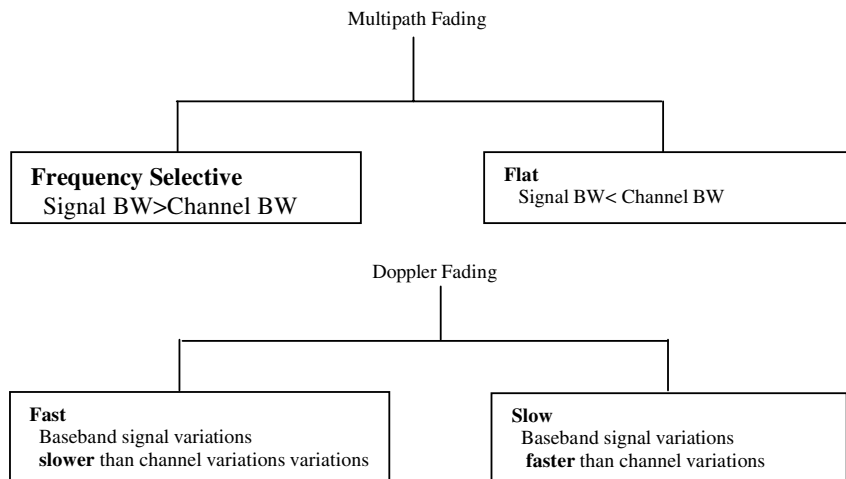 Multipath Fading
Frequency Selective
Signal BW>Channel BW
Flat
Signal BW< Channel BW
Doppler Fading
Fast
Baseband signal variations
slower than channel variations variations
Slow
Baseband signal variations
faster than channel variations